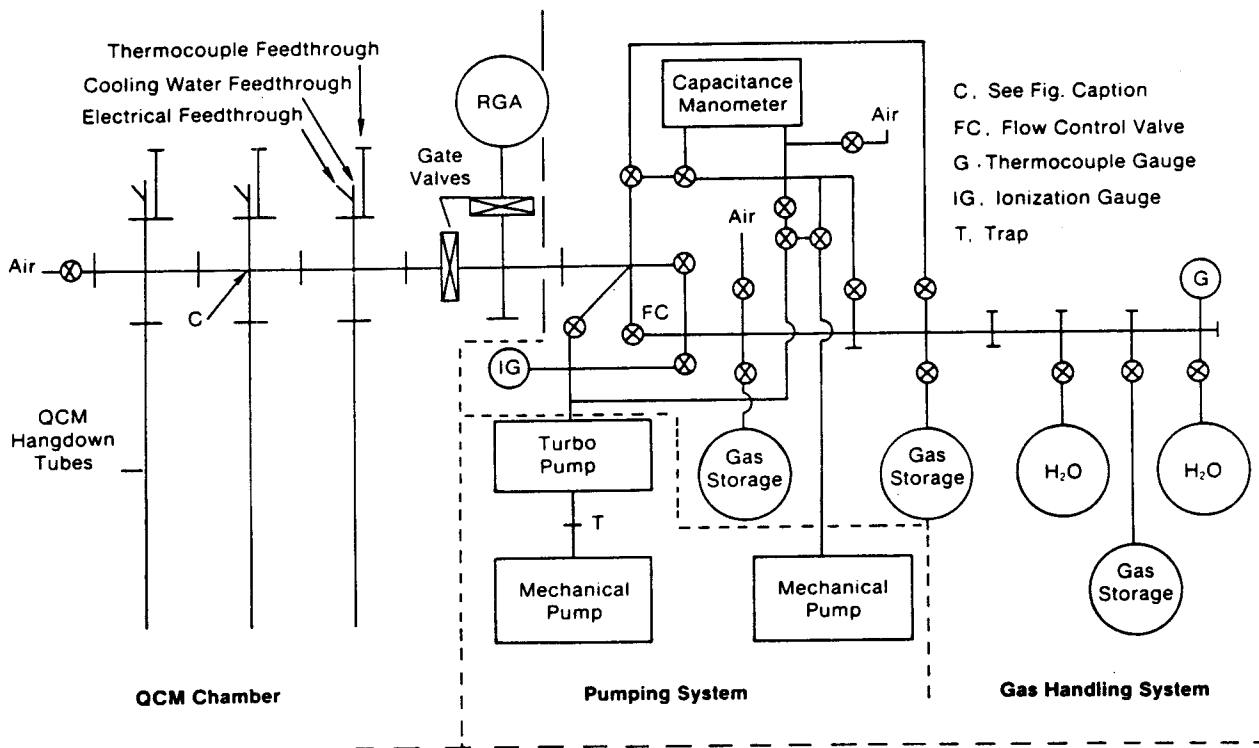 Thermocouple Feedthrough
Cooling Water Feedthrough
Electrical Feedthrough
RGA
Gate
Valves
Capacitance
Manometer
Air
C. See Fig. Caption
FC. Flow Control Valve
G · Thermocouple Gauge
IG. Ionization Gauge
T. Trap
Air
Air
C
FC
G
IG
QCM
Hangdown
Tubes
Turbo
Pump
Gas
Storage
Gas
Storage
H₂O
H₂O
T
Mechanical
Pump
Mechanical
Pump
Gas
Storage
QCM Chamber
Pumping System
Gas Handling System